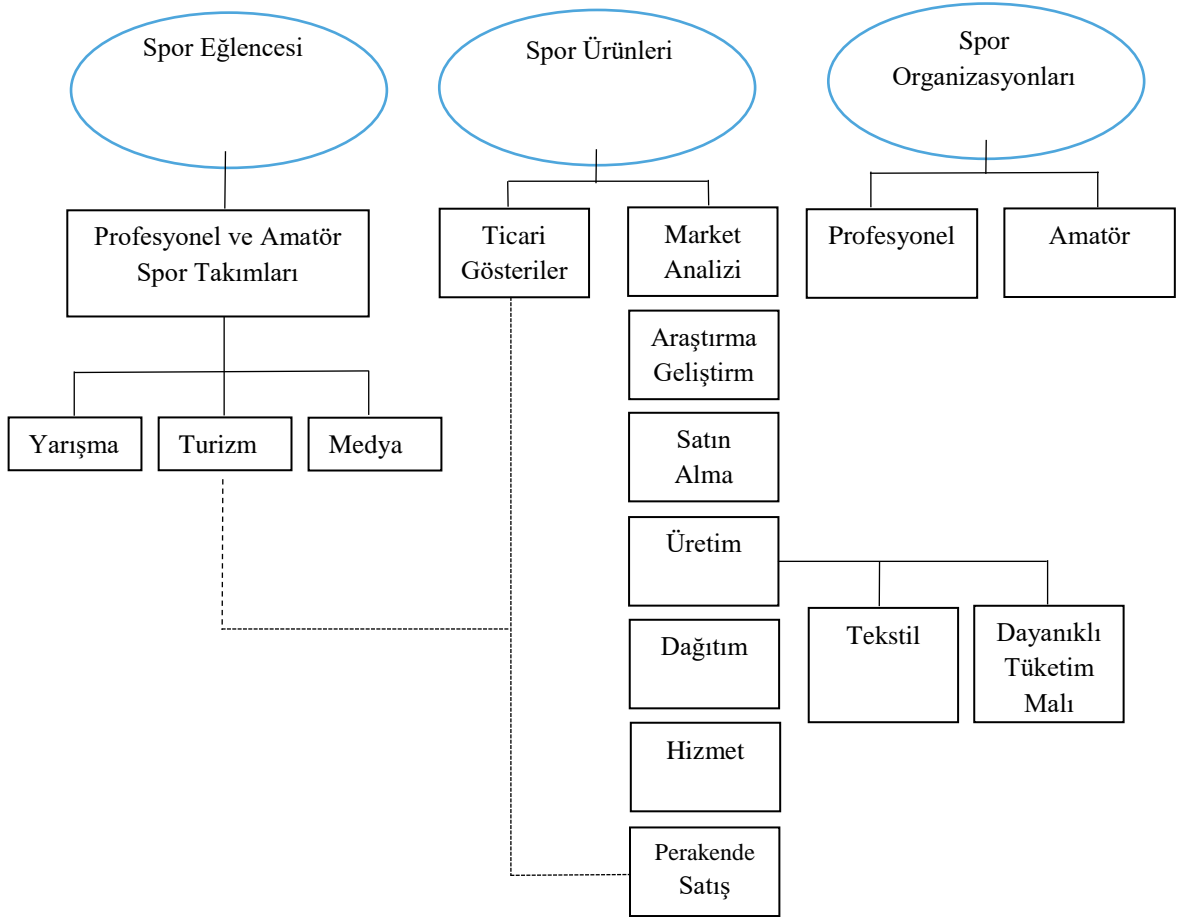 Spor Eğlencesi
Spor Ürünleri
Spor
Organizasyonları
Profesyonel ve Amatör
Spor Takımları
Ticari
Gösteriler
Market
Analizi
Profesyonel
Amatör
Araştırma
Geliştirm
Yarışma
Turizm
Medya
Satın
Alma
Üretim
Tekstil
Dayanıklı
Tüketim
Malı
Dağıtım
Hizmet
Perakende
Satış